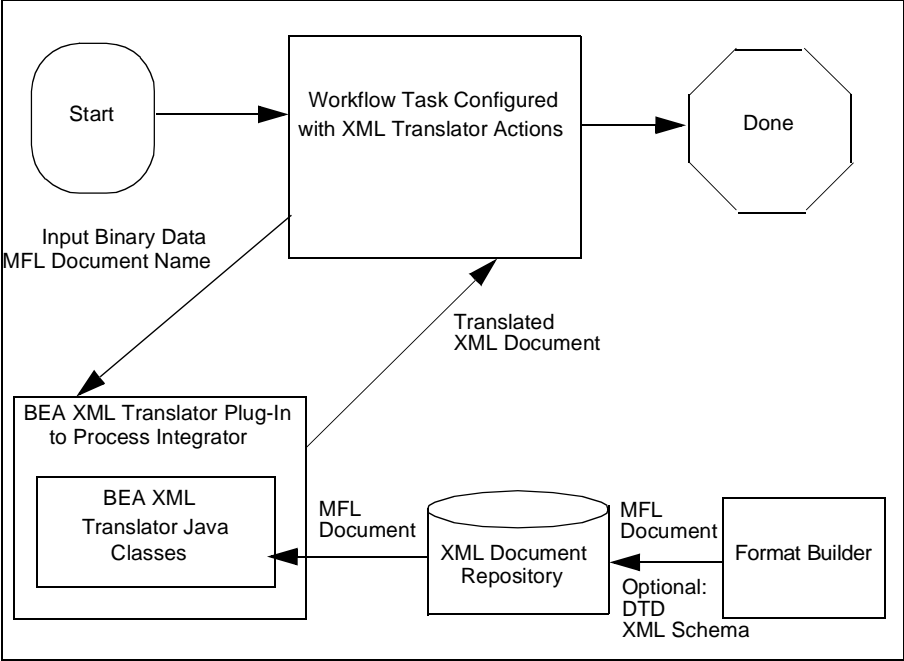 Start
Workflow Task Configured
with XML Translator Actions
Done
Input Binary Data
MFL Document Name
Translated
XML Document
BEA XML Translator Plug-In
to Process Integrator
BEA XML
Translator Java
Classes
MFL
Document
XML Document
Repository
MFL
Document
Optional:
DTD
XML Schema
Format Builder